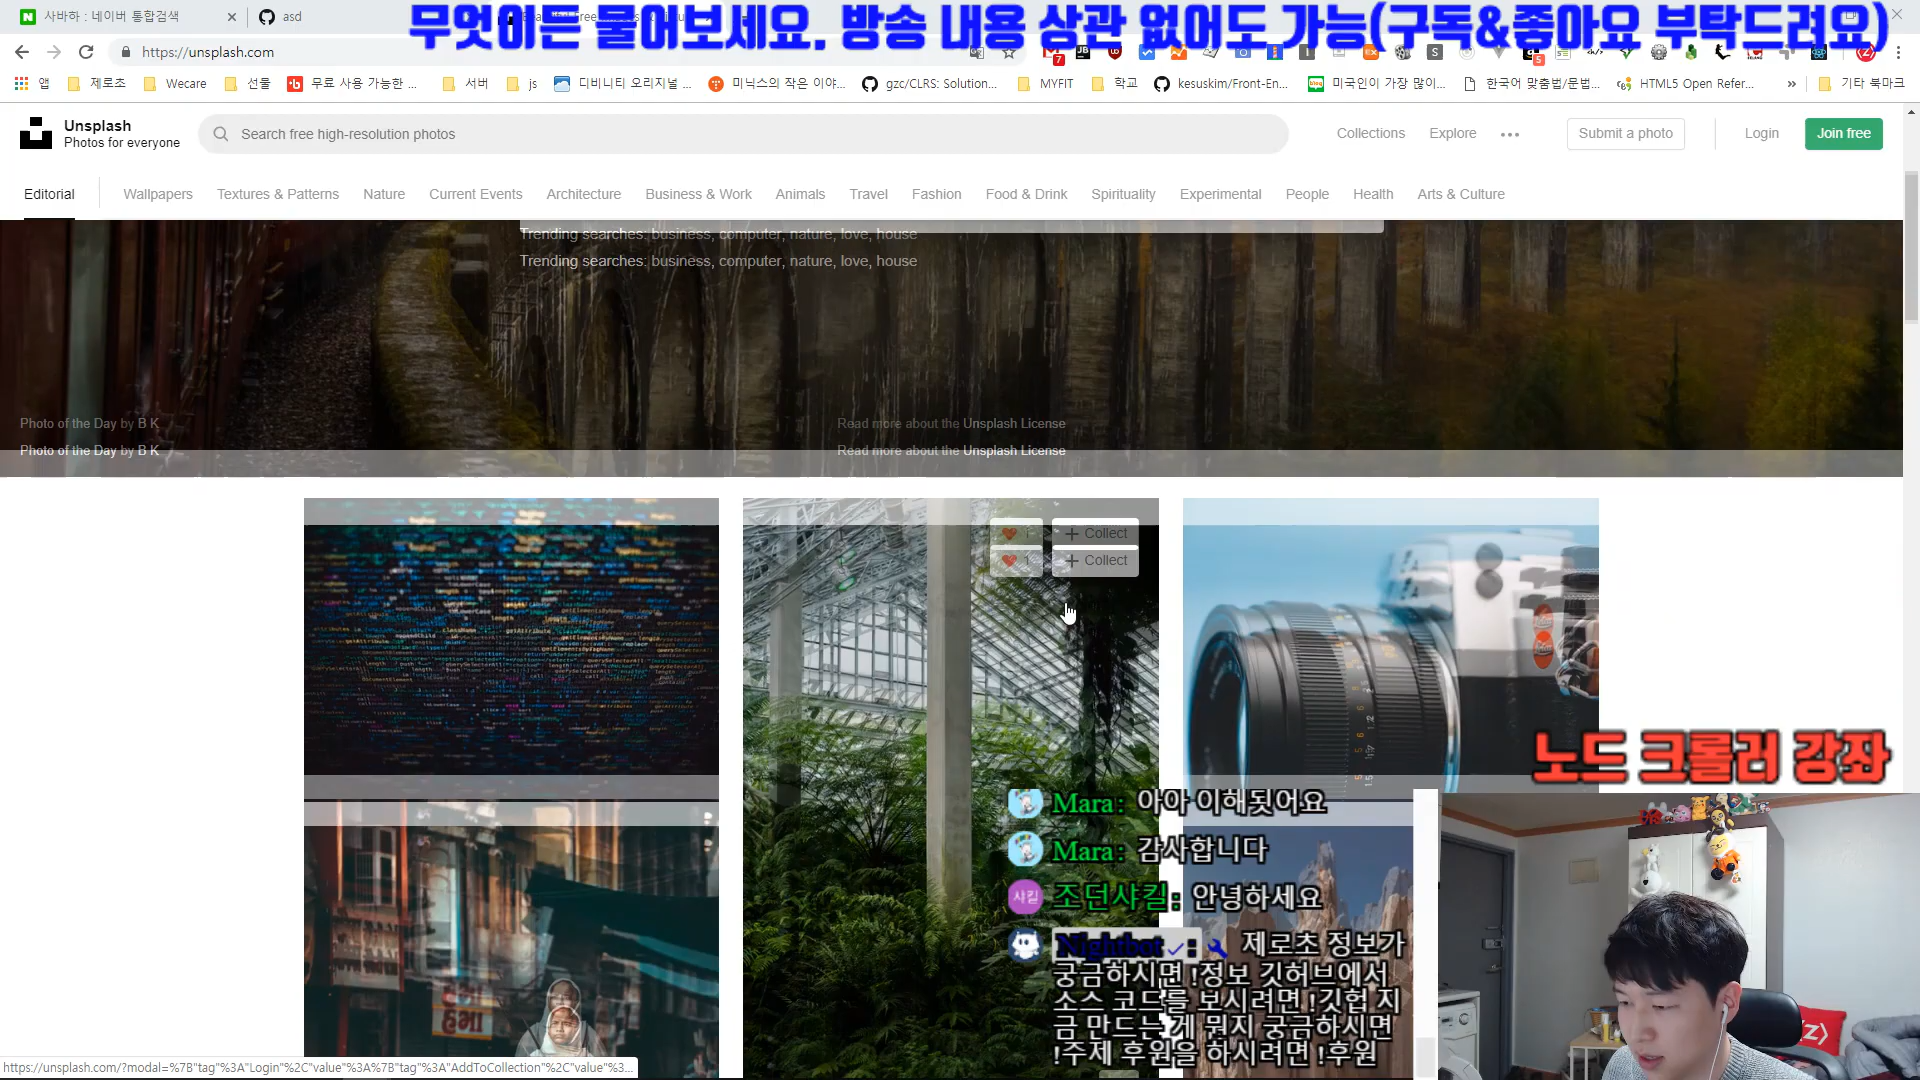 사바하 : 네이버 통합검색
asd
무엇이든 물어보세요. 방송 내용 상관 없어도 가능(구독&좋아요 부탁드려요)
https://unsplash.com
앱 제로초 Wecare 선물 무료 사용 가능한 ... 서버 js 디비니티 오리지널 ... 미닉스의 작은 이야... gzc/CLRS: Solution... MYFIT 학교 kesuskim/Front-En... 미국인이 가장 많이... 한국어 맞춤법/문법... HTML5 Open Refer... » 기타 북마크
Unsplash
Photos for everyone
Search free high-resolution photos
Collections Explore Submit a photo Login Join free
Editorial Wallpapers Textures & Patterns Nature Current Events Architecture Business & Work Animals Travel Fashion Food & Drink Spirituality Experimental People Health Arts & Culture
Trending searches: business, computer, nature, love, house
Trending searches: business, computer, nature, love, house
Photo of the Day by B K Read more about the Unsplash License
Photo of the Day by B K Read more about the Unsplash License
Collect
Collect
노드 크롤러 강좌
Mara: 아아 이해됫어요
Mara: 감사합니다
샤킬 조던샤킬: 안녕하세요
Nightbot : 제로초 정보가
궁금하시면 !정보 깃허브에서
소스 코드를 보시려면 !깃헙 지
금 만드는 게 뭔지 궁금하시면
!주제 후원을 하시려면 !후원
https://unsplash.com/?modal=%7B"tag"%3A"Login"%2C"value"%3A%7B"tag"%3A"AddToCollection"%2C"value"%3...